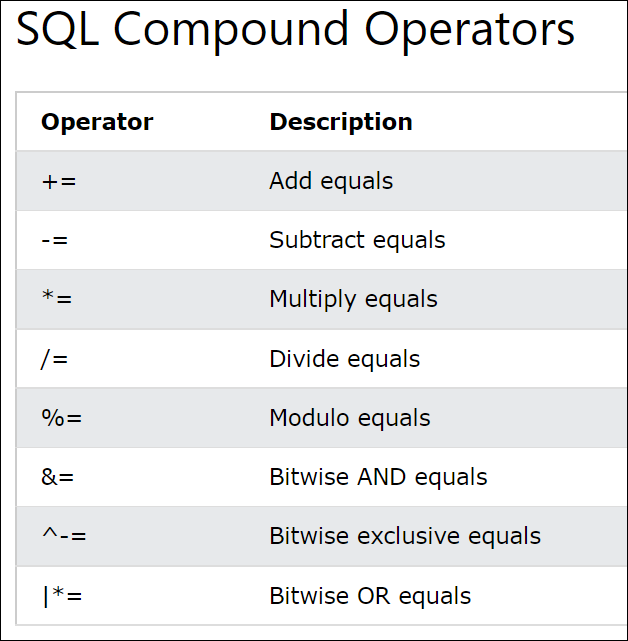 SQL Compound Operators
Operator Description
+= Add equals
-= Subtract equals
*= Multiply equals
/= Divide equals
%= Modulo equals
&= Bitwise AND equals
^-= Bitwise exclusive equals
|*= Bitwise OR equals